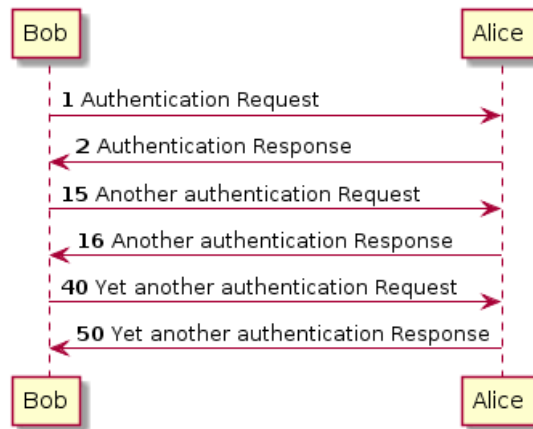 Bob Alice
1 Authentication Request
2 Authentication Response
15 Another authentication Request
16 Another authentication Response
40 Yet another authentication Request
50 Yet another authentication Response
Bob Alice